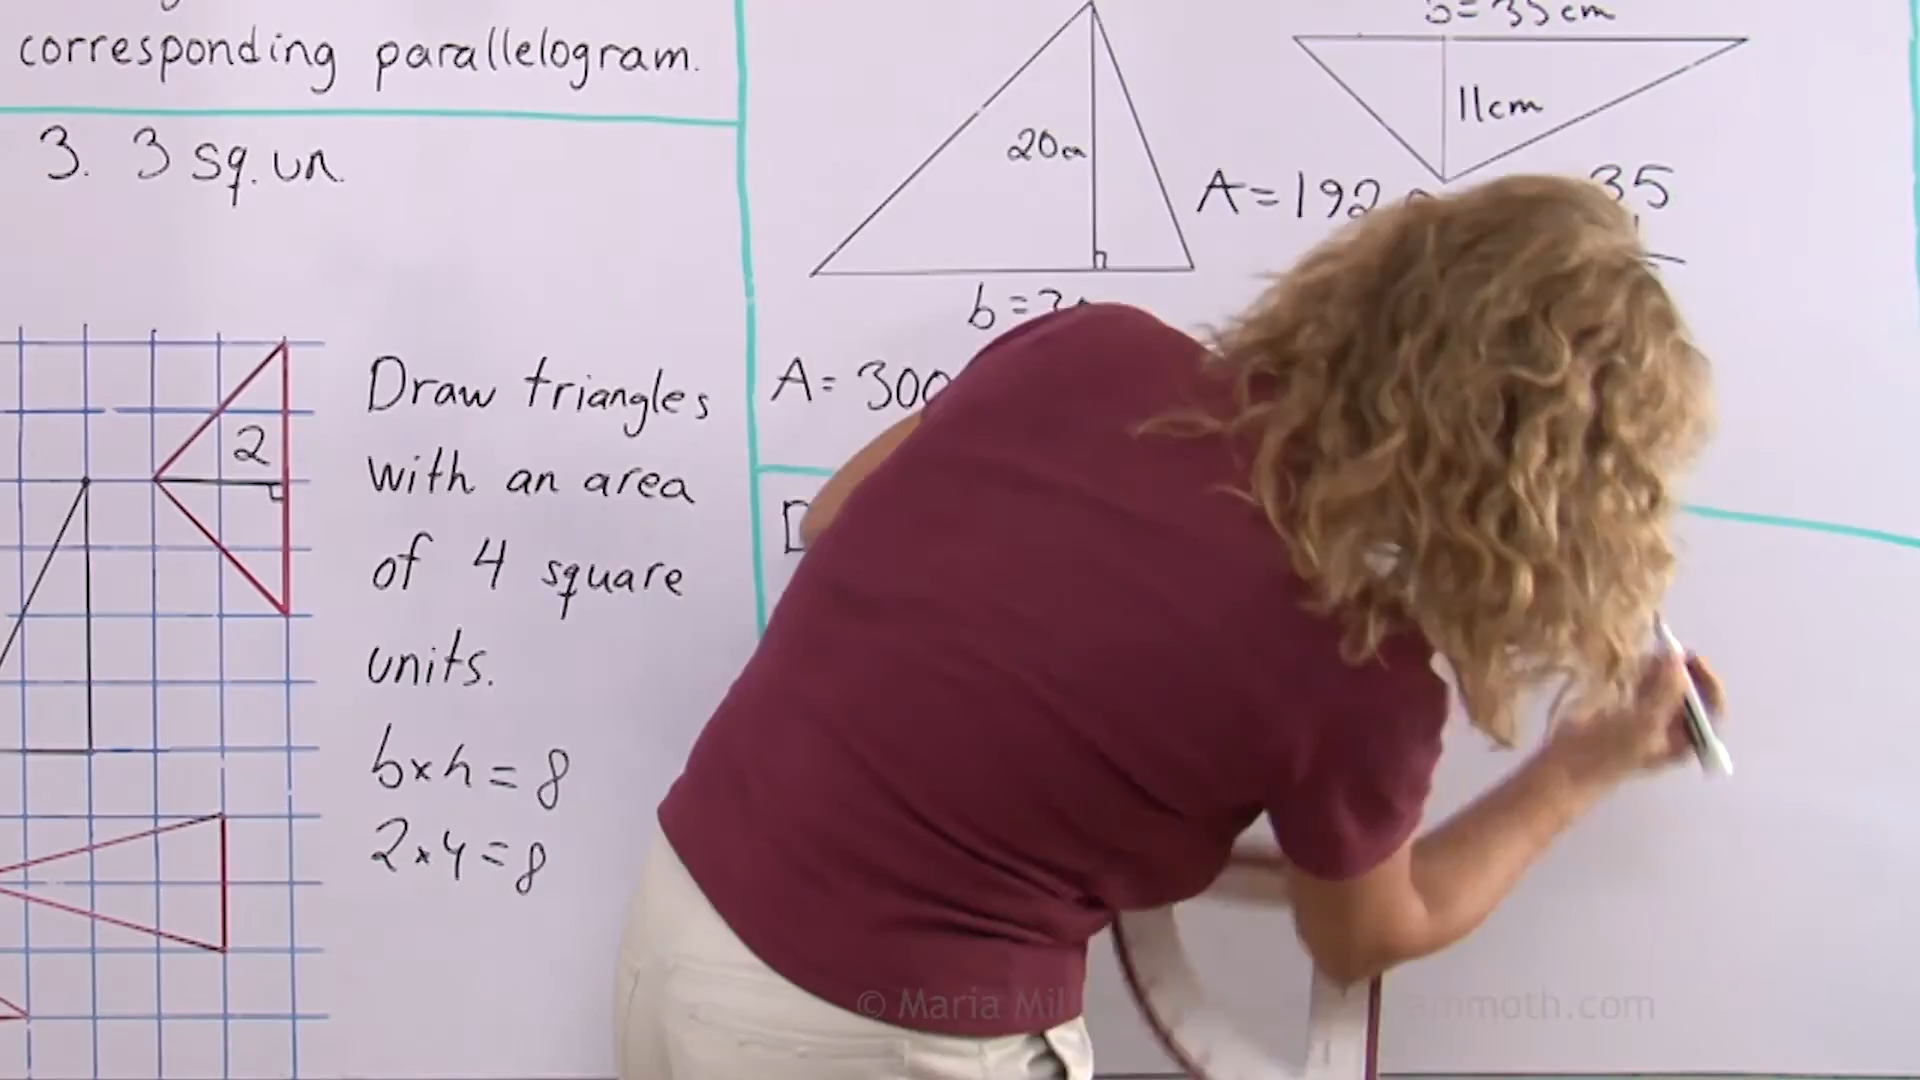 corresponding parallelogram.
3. 3 sq. un.
2
Draw triangles
with an area
of 4 square
units.
b×h=8
2×4=8
20cm
A=300
35cm
11cm
A=192
35
© Maria